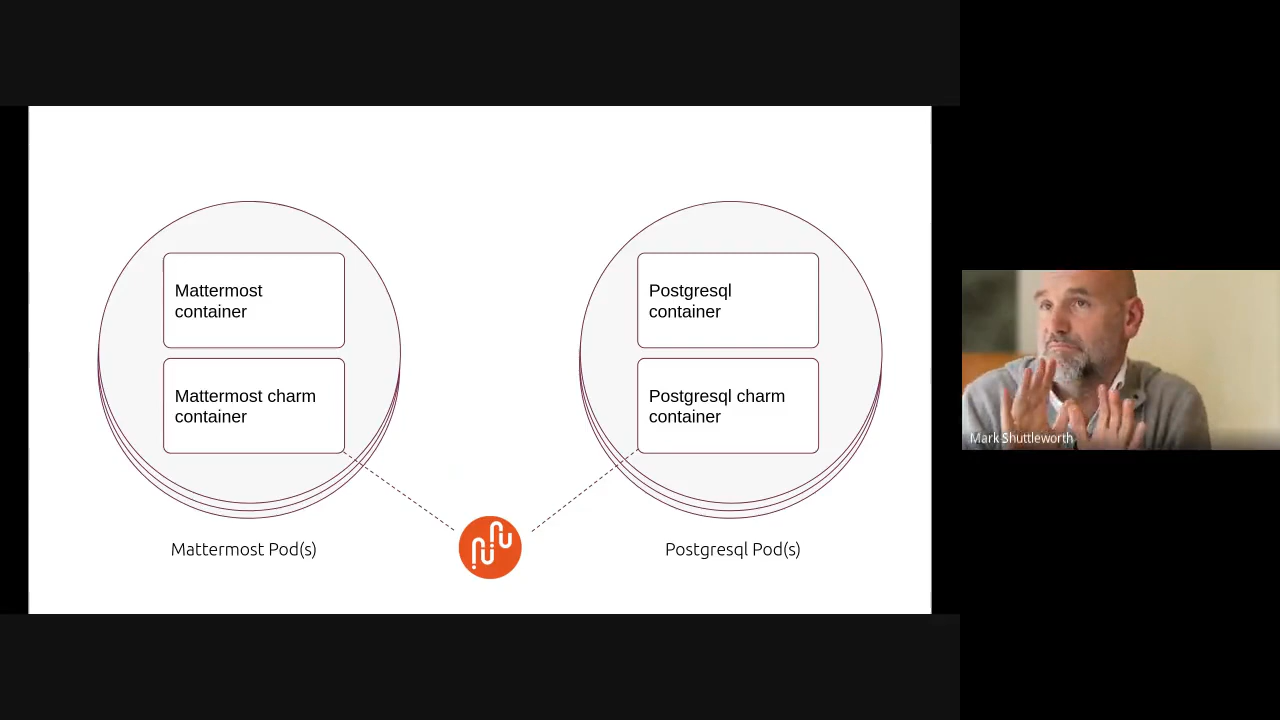 Mattermost
container
Mattermost charm
container
Postgresql
container
Postgresql charm
container
Mattermost Pod(s)
Postgresql Pod(s)
Mark Shuttleworth